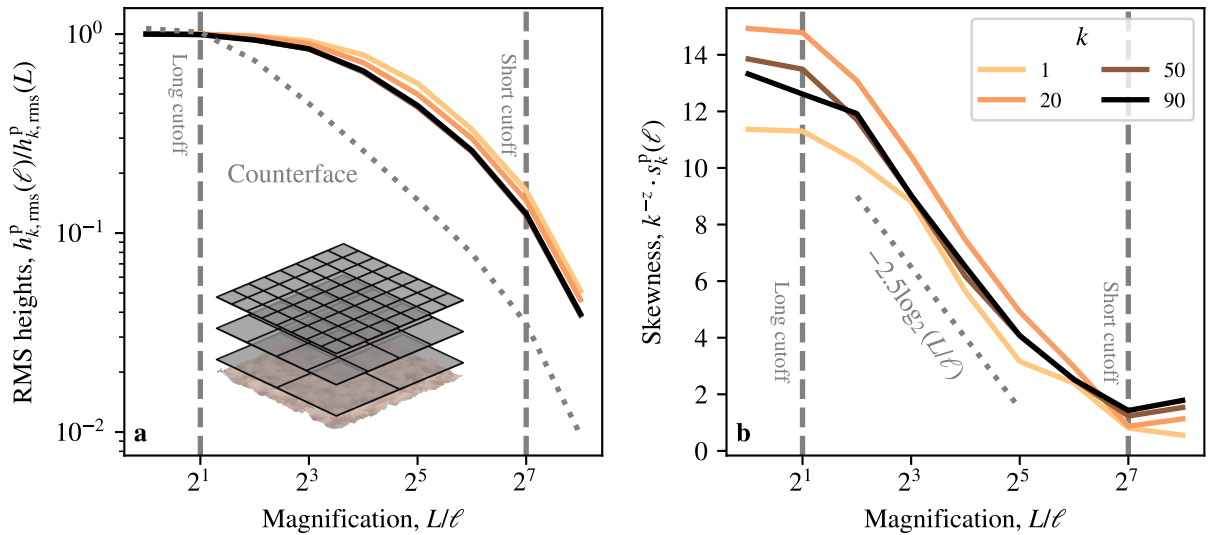 RMS heights, h^p_{k,rms}(ℓ)/h^p_{k,rms}(L)
10^0
10^{-1}
10^{-2}
Long cutoff
Short cutoff
Counterface
a
2^1
2^3
2^5
2^7
Magnification, L/ℓ
Skewness, k^{-z} · s^p_k(ℓ)
14
12
10
8
6
4
2
0
k
1
50
20
90
Long cutoff
Short cutoff
−2.5log_2(L/ℓ)
b
2^1
2^3
2^5
2^7
Magnification, L/ℓ